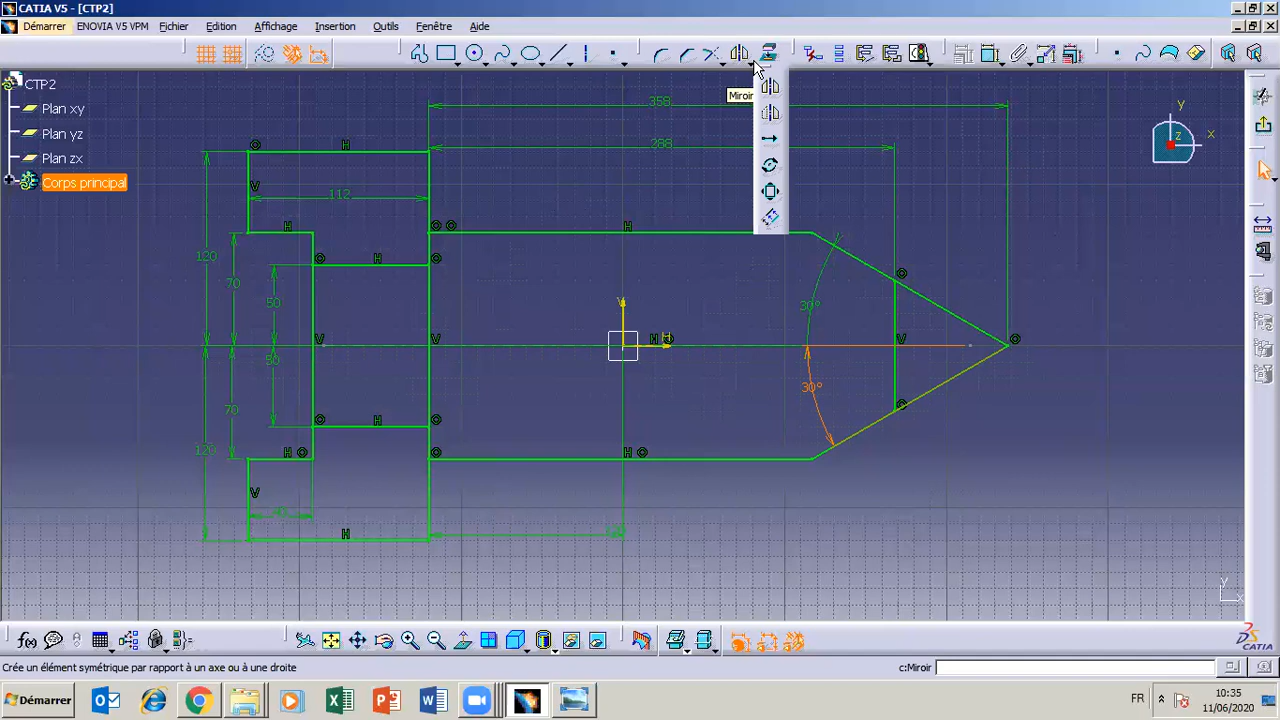 CATIA V5 - [CTP2]
Démarrer ENOVIA V5 VPM Fichier Edition Affichage Insertion Outils Fenêtre Aide
Miroir
CTP2
Plan xy
Plan yz
Plan zx
Corps principal
358
288
112
H
V
H
H
H
120
70
50
V
V
V
30°
V
H
y
x
z
50
70
120
30°
H
H
H
V
H
40
120
y
x
f(x)
CATIA
Crée un élément symétrique par rapport à un axe ou à une droite
c:Miroir
Démarrer
FR
10:35
11/06/2020